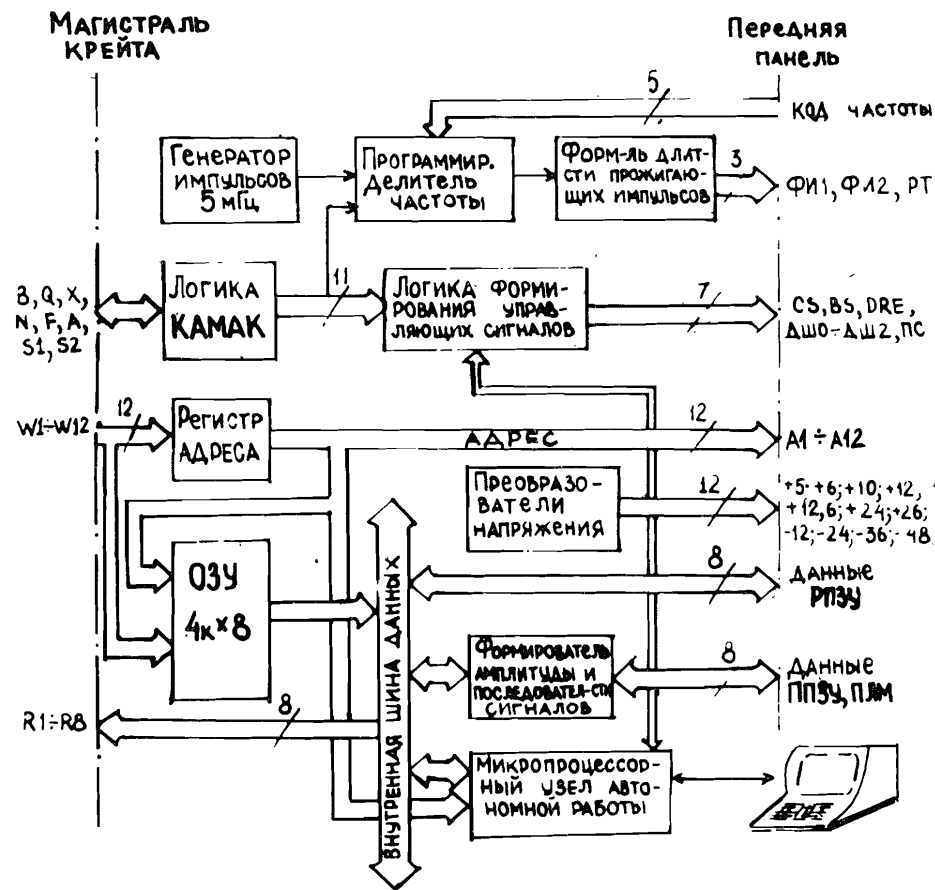 Магистраль
крейта
Передняя
панель
5
код частоты
Генератор
импульсов
5 мГц
Программир.
делитель
частоты
Форм-ль длит-
сти прожигаю-
щих импульсов
3
ФИ1, ФЛ2, РТ
В, Q, X,
N, F, A,
S1, S2
Логика
КАМАК
11
Логика форми-
рования управ-
ляющих сигналов
7
CS, BS, DRE,
ДШ0÷ДШ2, ПС
W1÷W12
12
Регистр
адреса
Адрес
12
A1÷A12
Преобразо-
ватели
напряжения
12
+5; +6; +10; +12,
+12,6; +24; +26;
-12; -24; -36; -48
ОЗУ
4к×8
Внутренная шина данных
8
Данные
РПЗУ
Формирователь
амплитуды и
последовател-сти
сигналов
8
Данные
ППЗУ, ПЛМ
R1÷R8
8
Микропроцессор-
ный узел авто-
номной работы